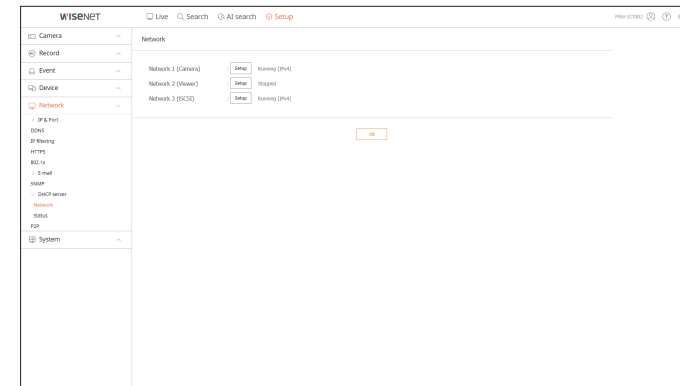 WISENET
Live Search AI search Setup
PRN-3210B2 ?
Camera
Record
Event
Device
Network
> IP & Port
DDNS
IP filtering
HTTPS
802.1x
> E-mail
SNMP
DHCP server
Network
Status
P2P
System
Network
Network 1 (Camera) : Setup Running (IPv4)
Network 2 (Viewer) : Setup Stopped
Network 3 (iSCSI) : Setup Running (IPv4)
Ok